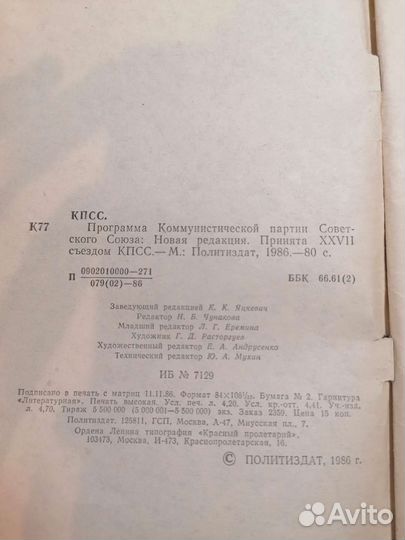 КПСС.
К77 Программа Коммунистической партии Совет-
ского Союза: Новая редакция. Принята XXVII
съездом КПСС.— М.: Политиздат, 1986.—80 с.
П 0902010000—271 ББК 66.61(2)
079(02)—86
Заведующий редакцией К. К. Яцкевич
Редактор Н. Б. Чунакова
Младший редактор Л. Г. Еремина
Художник Г. Д. Расторгуев
Художественный редактор Е. А. Андрусенко
Технический редактор Ю. А. Мухин
ИБ № 7129
Подписано в печать с матриц 11.11.86. Формат 84×108¹/₃₂. Бумага № 2. Гарнитура
«Литературная». Печать высокая. Усл. печ. л. 4,20. Усл. кр.-отт. 4,41. Уч.-изд.
л. 4,70. Тираж 5 500 000 (5 000 001—5 500 000) экз. Заказ 2359. Цена 15 коп.
Политиздат. 125811, ГСП, Москва, А-47, Миусская пл., 7.
Ордена Ленина типография «Красный пролетарий».
103473, Москва, И-473, Краснопролетарская, 16.
© ПОЛИТИЗДАТ, 1986 г.
Avito